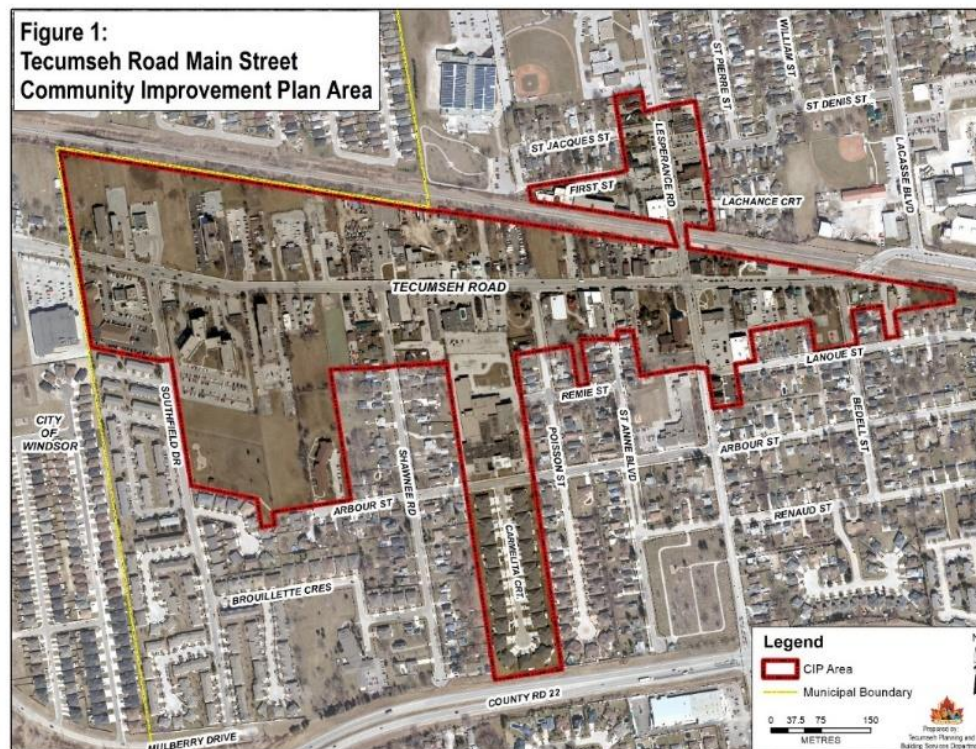 Figure 1:
Tecumseh Road Main Street
Community Improvement Plan Area
WILLIAM ST
ST PIERRE ST
ST DENIS ST
ST JACQUES ST
LESPERANCE RD
LACASSE BLVD
FIRST ST
LACHANCE CRT
TECUMSEH ROAD
LANOUE ST
REMIE ST
CITY
OF
WINDSOR
SOUTHFIELD DR
SHAWNEE RD
POISSON ST
ST ANNE BLVD
ARBOUR ST
BEDELL ST
ARBOUR ST
RENAUD ST
CARMELITA CRT.
BROUILLETTE CRES
COUNTY RD 22
MULBERRY DRIVE
Legend
CIP Area
Municipal Boundary
0 37.5 75 150
METRES
Prepared by:
Tecumseh Planning and
Building Services